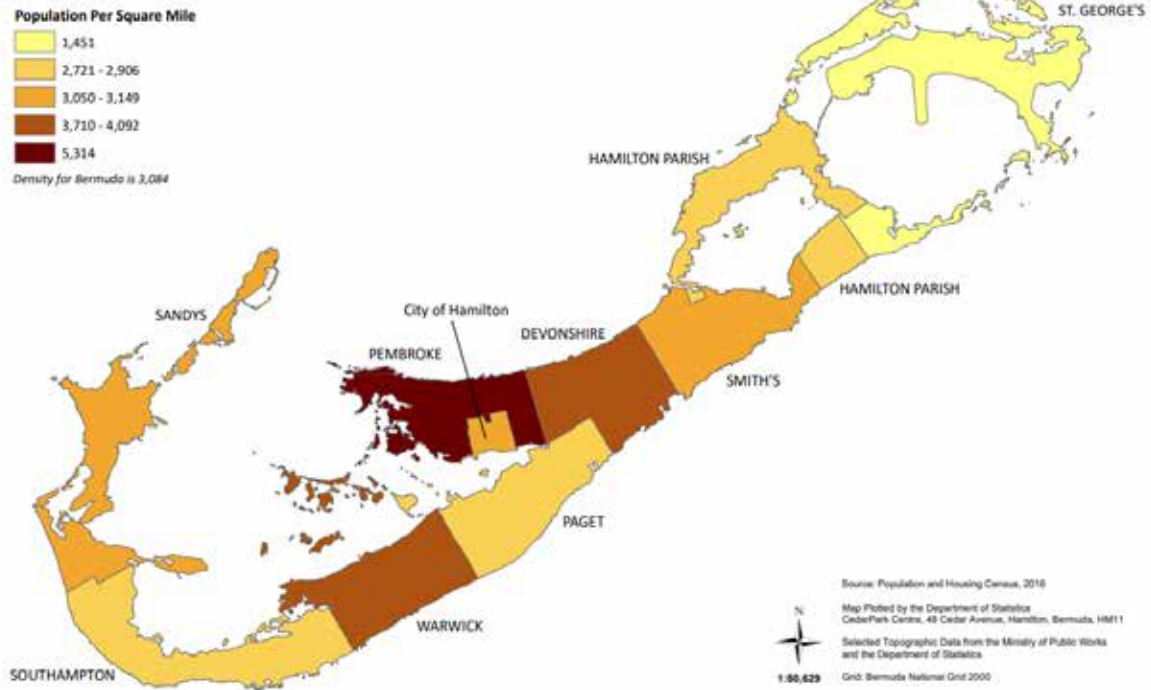 Population Per Square Mile
1,451
2,721 - 2,906
3,050 - 3,149
3,710 - 4,092
5,314
Density for Bermuda is 3,084
ST. GEORGE'S
HAMILTON PARISH
HAMILTON PARISH
SANDYS
City of Hamilton
DEVONSHIRE
PEMBROKE
SMITH'S
PAGET
WARWICK
SOUTHAMPTON
Source: Population and Housing Census, 2016
N
Map Plotted by the Department of Statistics
CedarPark Centre, 48 Cedar Avenue, Hamilton, Bermuda, HM11
Selected Topographic Data from the Ministry of Public Works
and the Department of Statistics
Grid: Bermuda National Grid 2000